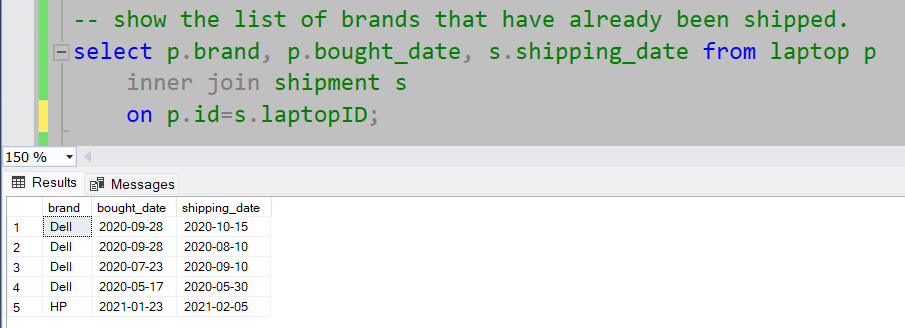 -- show the list of brands that have already been shipped.
select p.brand, p.bought_date, s.shipping_date from laptop p
inner join shipment s
on p.id=s.laptopID;
150 %
Results Messages
brand bought_date shipping_date
1 Dell 2020-09-28 2020-10-15
2 Dell 2020-09-28 2020-08-10
3 Dell 2020-07-23 2020-09-10
4 Dell 2020-05-17 2020-05-30
5 HP 2021-01-23 2021-02-05